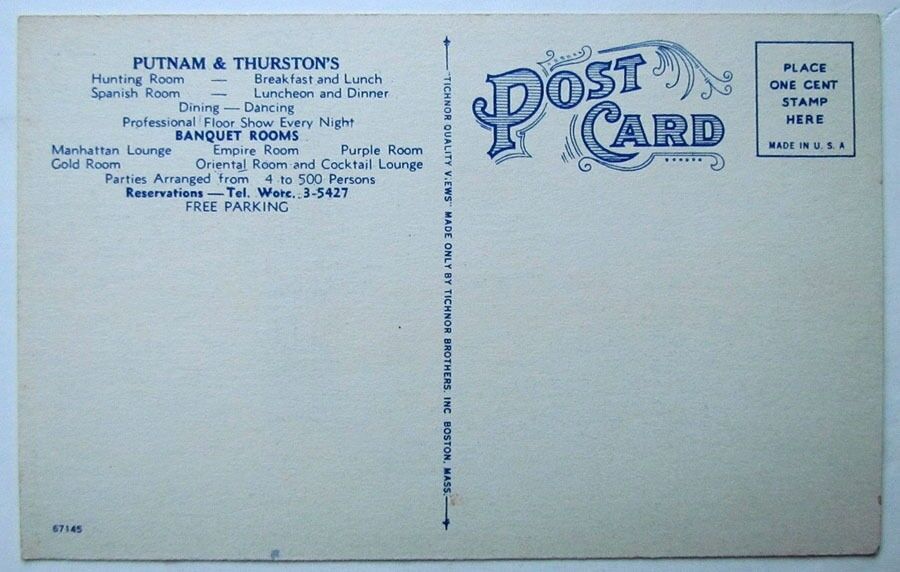 PUTNAM & THURSTON'S
Hunting Room — Breakfast and Lunch
Spanish Room — Luncheon and Dinner
Dining — Dancing
Professional Floor Show Every Night
BANQUET ROOMS
Manhattan Lounge Empire Room Purple Room
Gold Room Oriental Room and Cocktail Lounge
Parties Arranged from 4 to 500 Persons
Reservations — Tel. Worc. 3-5427
FREE PARKING
67145
"TICHNOR QUALITY VIEWS" MADE ONLY BY TICHNOR BROTHERS, INC BOSTON, MASS.
POST
CARD
PLACE
ONE CENT
STAMP
HERE
MADE IN U. S. A